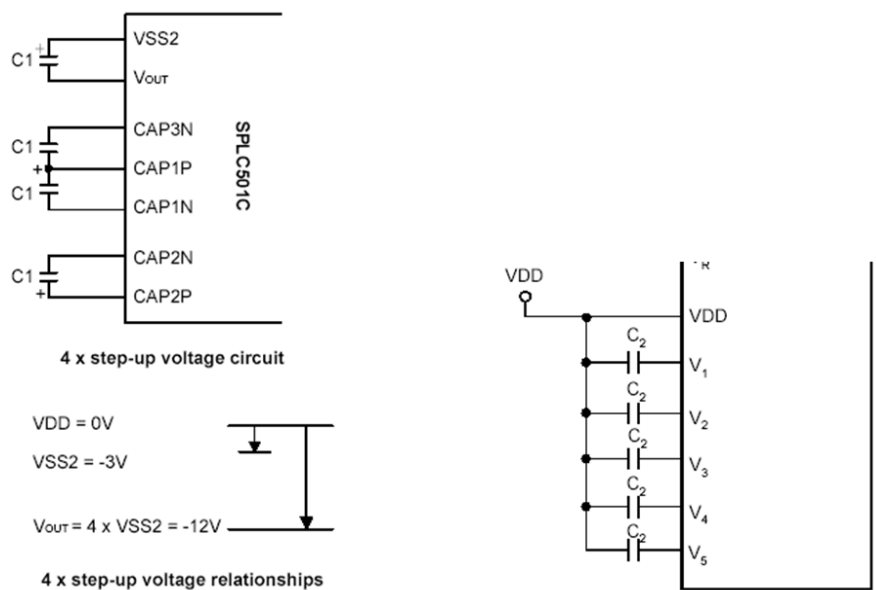 C1
+
VSS2
VOUT
C1
+
C1
CAP3N
CAP1P
CAP1N
C1
+
CAP2N
CAP2P
SPLC501C
4 x step-up voltage circuit
VDD = 0V
VSS2 = -3V
VOUT = 4 x VSS2 = -12V
4 x step-up voltage relationships
VDD
VDD
C2
V1
C2
V2
C2
V3
C2
V4
C2
V5